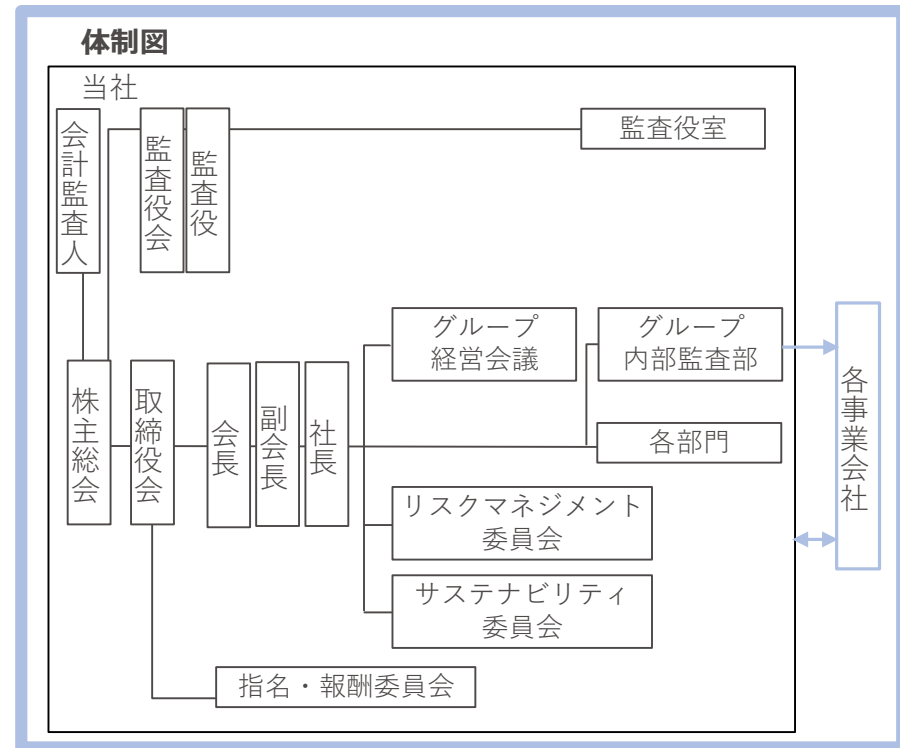 体制図
当社
会計監査人
監査役会
監査役
監査役室
グループ
経営会議
グループ
内部監査部
各事業会社
株主総会
取締役会
会長
副会長
社長
各部門
リスクマネジメント
委員会
サステナビリティ
委員会
指名・報酬委員会